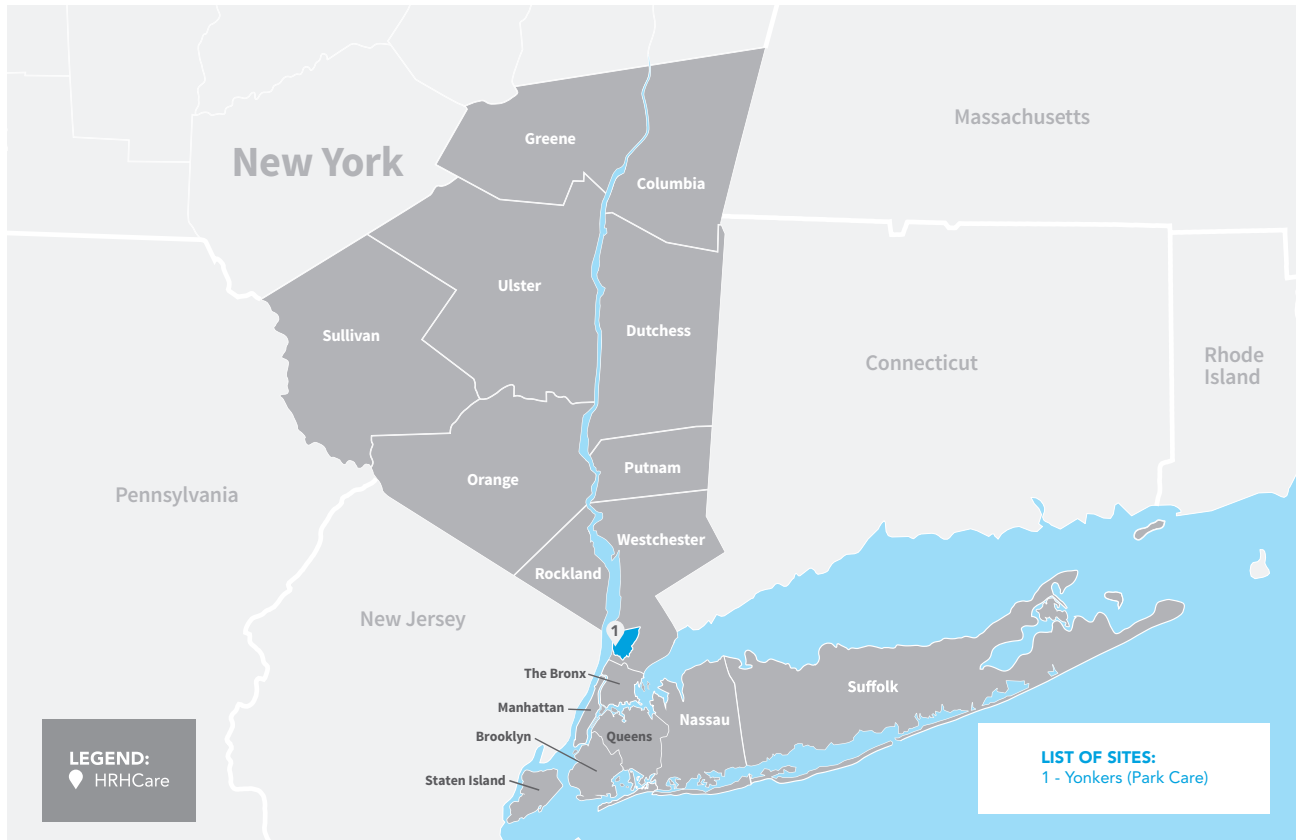 Massachusetts
Greene
New York
Columbia
Ulster
Sullivan
Dutchess
Connecticut
Rhode
Island
Putnam
Orange
Pennsylvania
Westchester
Rockland
New Jersey
1
The Bronx
Suffolk
Manhattan
Nassau
Brooklyn
Queens
Staten Island
LEGEND:
HRHCare
LIST OF SITES:
1 - Yonkers (Park Care)